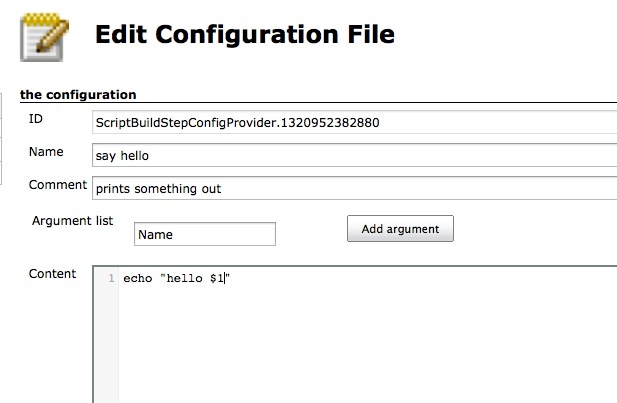 Edit Configuration File
the configuration
ID ScriptBuildStepConfigProvider.1320952382880
Name say hello
Comment prints something out
Argument list Name Add argument
Content 1 echo "hello $1"